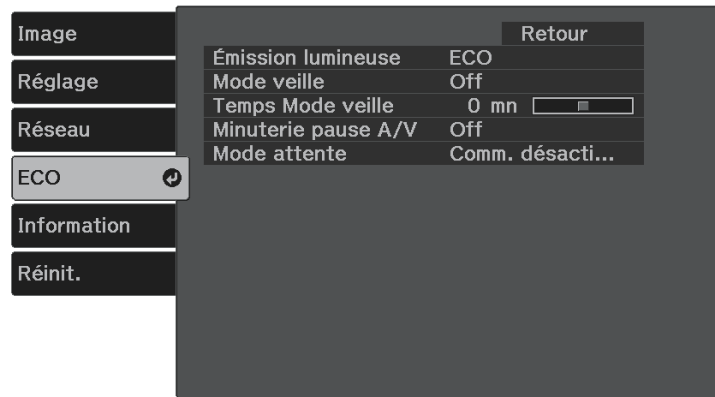 Image
Réglage
Réseau
ECO
Information
Réinit.
Retour
Émission lumineuse ECO
Mode veille Off
Temps Mode veille 0 mn
Minuterie pause A/V Off
Mode attente Comm. désacti...